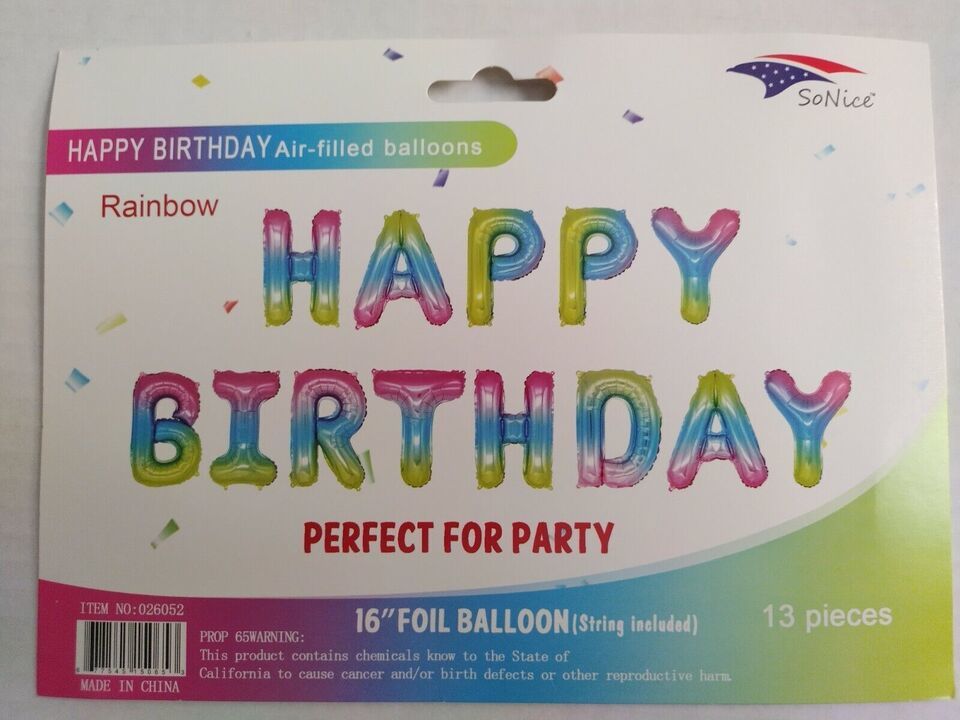 SoNice™
HAPPY BIRTHDAY Air-filled balloons
Rainbow
HAPPY
BIRTHDAY
PERFECT FOR PARTY
ITEM NO:026052
16″FOIL BALLOON(String included)
13 pieces
PROP 65WARNING:
This product contains chemicals know to the State of
California to cause cancer and/or birth defects or other reproductive harm.
MADE IN CHINA